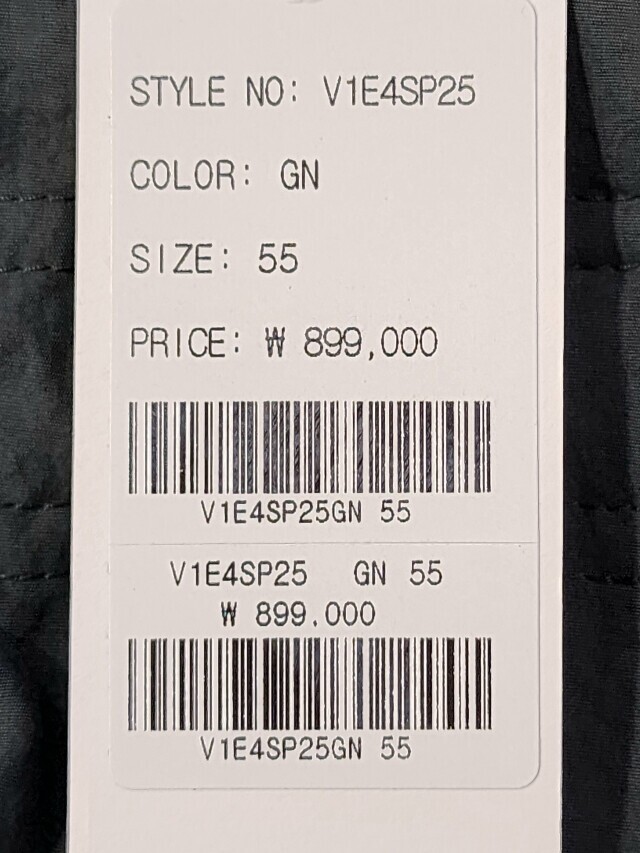 STYLE NO: V1E4SP25
COLOR: GN
SIZE: 55
PRICE: ₩ 899,000
V1E4SP25GN 55
V1E4SP25 GN 55
₩ 899,000
V1E4SP25GN 55